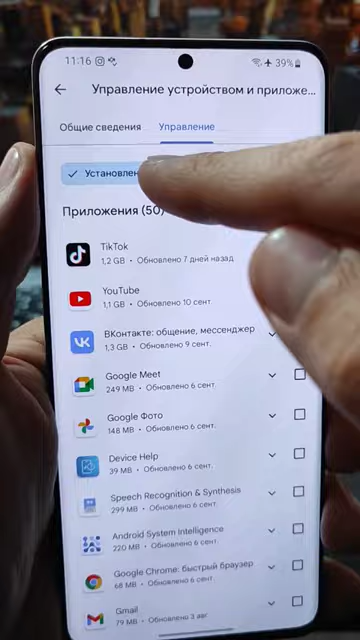 11:16
39%
Управление устройством и приложе...
Общие сведения
Управление
Приложения (50)
TikTok
1,2 GB • Обновлено 7 дней назад
YouTube
1,1 GB • Обновлено 10 сент.
ВКонтакте: общение, мессенджер
1,3 GB • Обновлено 9 сент.
Google Meet
249 MB • Обновлено 6 сент.
Google Фото
148 MB • Обновлено 6 сент.
Device Help
39 MB • Обновлено 6 сент.
Speech Recognition & Synthesis
299 MB • Обновлено 6 сент.
Android System Intelligence
220 MB • Обновлено 6 сент.
Google Chrome: быстрый браузер
68 MB • Обновлено 6 сент.
Gmail
79 MB • Обновлено 3 авг.